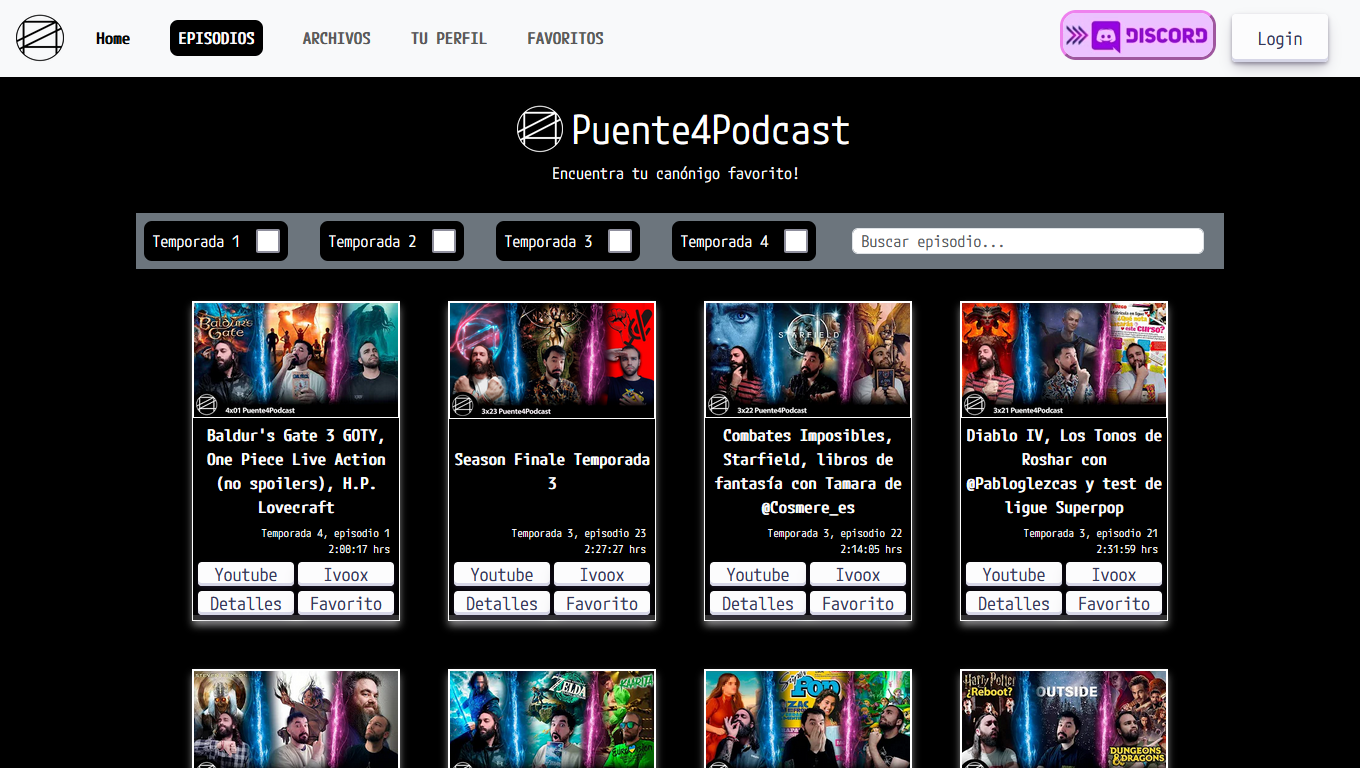 Home EPISODIOS ARCHIVOS TU PERFIL FAVORITOS DISCORD Login
Puente4Podcast
Encuentra tu canónigo favorito!
Temporada 1 Temporada 2 Temporada 3 Temporada 4 Buscar episodio...
BALDUR'S GATE
4x01 Puente4Podcast
Baldur's Gate 3 GOTY,
One Piece Live Action
(no spoilers), H.P.
Lovecraft
Temporada 4, episodio 1
2:00:17 hrs
Youtube Ivoox
Detalles Favorito
3x23 Puente4Podcast
Season Finale Temporada
3
Temporada 3, episodio 23
2:27:27 hrs
Youtube Ivoox
Detalles Favorito
STARFIELD
3x22 Puente4Podcast
Combates Imposibles,
Starfield, libros de
fantasía con Tamara de
@Cosmere_es
Temporada 3, episodio 22
2:14:05 hrs
Youtube Ivoox
Detalles Favorito
curso?
3x21 Puente4Podcast
Diablo IV, Los Tonos de
Roshar con
@Pabloglezcas y test de
ligue Superpop
Temporada 3, episodio 21
2:31:59 hrs
Youtube Ivoox
Detalles Favorito
ZELDA
Harry Potter
¿Reboot?
OUTSIDE
DUNGEONS
& DRAGONS